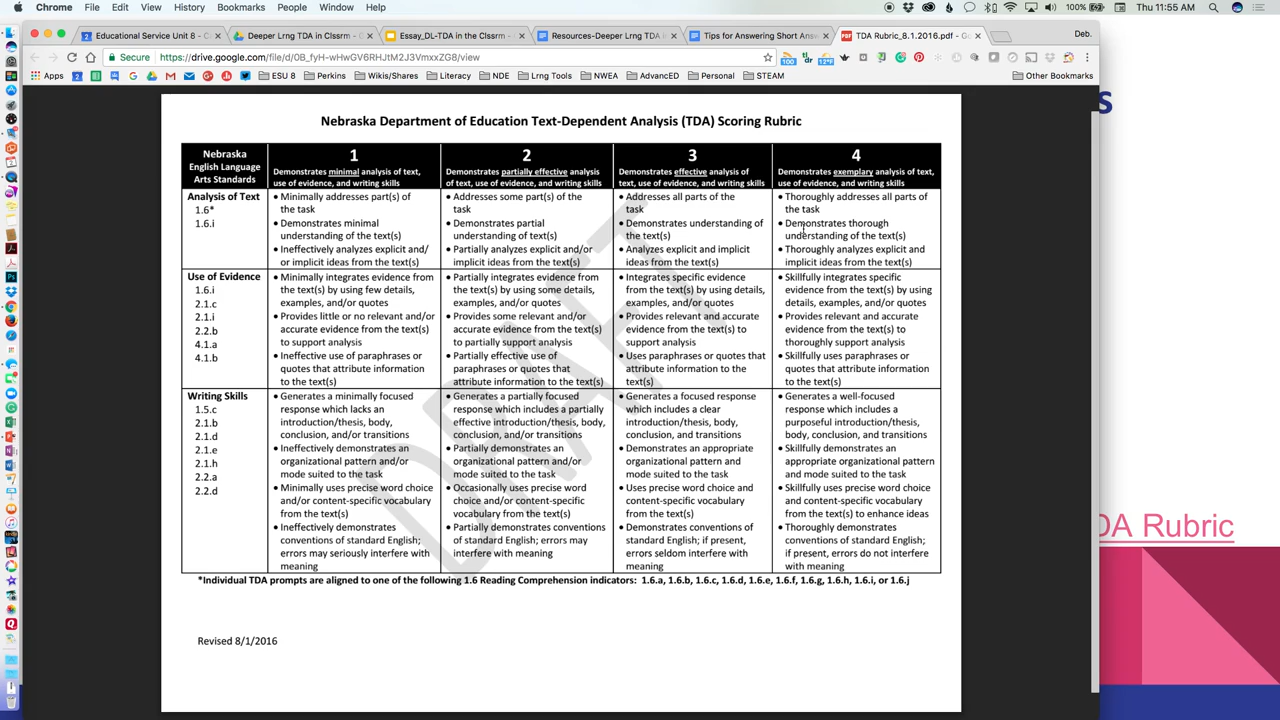 Chrome File Edit View History Bookmarks People Window Help 100% Thu 11:55 AM
Educational Service Unit 8 - C × Deeper Lrng TDA in Clssrm - × Essay_DL-TDA in the Cssrm - × Resources-Deeper Lrng TDA i × Tips for Answering Short Answ × TDA Rubric_8.1.2016.pdf - Go × Deb.
Secure https://drive.google.com/file/d/0B_fyH-wHwGV6RHJtM2J3VmxxZG8/view
Apps ESU 8 Perkins Wikis/Shares Literacy NDE Lrng Tools NWEA AdvancED Personal STEAM Other Bookmarks
s
Nebraska Department of Education Text-Dependent Analysis (TDA) Scoring Rubric
Nebraska
English Language
Arts Standards
1
Demonstrates minimal analysis of text,
use of evidence, and writing skills
2
Demonstrates partially effective analysis
of text, use of evidence, and writing skills
3
Demonstrates effective analysis of
text, use of evidence, and writing skills
4
Demonstrates exemplary analysis of text,
use of evidence, and writing skills
Analysis of Text
1.6*
1.6.i
• Minimally addresses part(s) of
the task
• Demonstrates minimal
understanding of the text(s)
• Ineffectively analyzes explicit and/
or implicit ideas from the text(s)
• Addresses some part(s) of the
task
• Demonstrates partial
understanding of the text(s)
• Partially analyzes explicit and/or
implicit ideas from the text(s)
• Addresses all parts of the
task
• Demonstrates understanding of
the text(s)
• Analyzes explicit and implicit
ideas from the text(s)
• Thoroughly addresses all parts of
the task
• Demonstrates thorough
understanding of the text(s)
• Thoroughly analyzes explicit and
implicit ideas from the text(s)
Use of Evidence
1.6.i
2.1.c
2.1.i
2.2.b
4.1.a
4.1.b
• Minimally integrates evidence from
the text(s) by using few details,
examples, and/or quotes
• Provides little or no relevant and/or
accurate evidence from the text(s)
to support analysis
• Ineffective use of paraphrases or
quotes that attribute information
to the text(s)
• Partially integrates evidence from
the text(s) by using some details,
examples, and/or quotes
• Provides some relevant and/or
accurate evidence from the text(s)
to partially support analysis
• Partially effective use of
paraphrases or quotes that
attribute information to the text(s)
• Integrates specific evidence
from the text(s) by using details,
examples, and/or quotes
• Provides relevant and accurate
evidence from the text(s) to
support analysis
• Uses paraphrases or quotes that
attribute information to the
text(s)
• Skillfully integrates specific
evidence from the text(s) by using
details, examples, and/or quotes
• Provides relevant and accurate
evidence from the text(s) to
thoroughly support analysis
• Skillfully uses paraphrases or
quotes that attribute information
to the text(s)
Writing Skills
1.5.c
2.1.b
2.1.d
2.1.e
2.1.h
2.2.a
2.2.d
• Generates a minimally focused
response which lacks an
introduction/thesis, body,
conclusion, and/or transitions
• Ineffectively demonstrates an
organizational pattern and/or
mode suited to the task
• Minimally uses precise word choice
and/or content-specific vocabulary
from the text(s)
• Ineffectively demonstrates
conventions of standard English;
errors may seriously interfere with
meaning
• Generates a partially focused
response which includes a partially
effective introduction/thesis, body,
conclusion, and/or transitions
• Partially demonstrates an
organizational pattern and/or
mode suited to the task
• Occasionally uses precise word
choice and/or content-specific
vocabulary from the text(s)
• Partially demonstrates conventions
of standard English; errors may
interfere with meaning
• Generates a focused response
which includes a clear
introduction/thesis, body,
conclusion, and transitions
• Demonstrates an appropriate
organizational pattern and
mode suited to the task
• Uses precise word choice and
content-specific vocabulary
from the text(s)
• Demonstrates conventions of
standard English; if present,
errors seldom interfere with
meaning
• Generates a well-focused
response which includes a
purposeful introduction/thesis,
body, conclusion, and transitions
• Skillfully demonstrates an
appropriate organizational pattern
and mode suited to the task
• Skillfully uses precise word choice
and content-specific vocabulary
from the text(s) to enhance ideas
• Thoroughly demonstrates
conventions of standard English;
if present, errors do not interfere
with meaning
DRAFT
*Individual TDA prompts are aligned to one of the following 1.6 Reading Comprehension indicators: 1.6.a, 1.6.b, 1.6.c, 1.6.d, 1.6.e, 1.6.f, 1.6.g, 1.6.h, 1.6.i, or 1.6.j
Revised 8/1/2016
DA Rubric